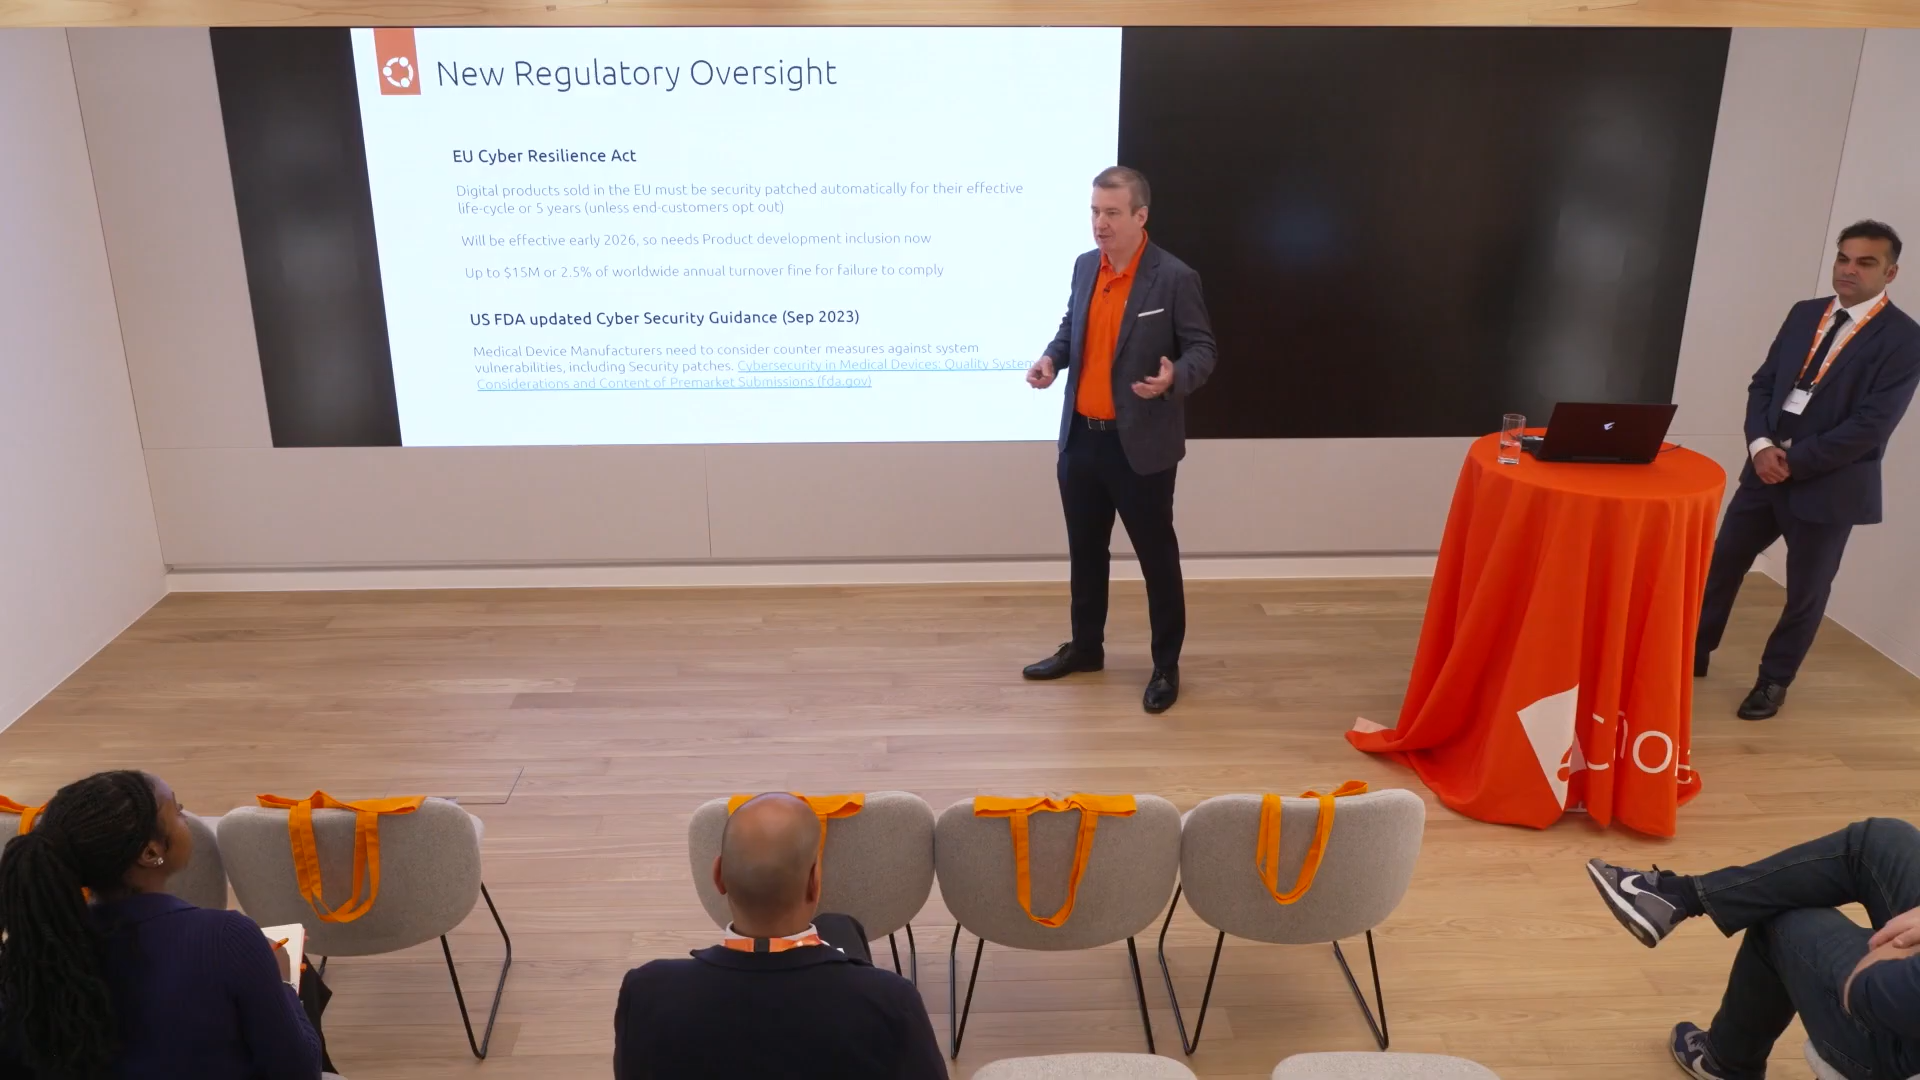 New Regulatory Oversight
EU Cyber Resilience Act
Digital products sold in the EU must be security patched automatically for their effective
life-cycle or 5 years (unless end-customers opt out)
Will be effective early 2026, so needs Product development inclusion now
Up to $15M or 2.5% of worldwide annual turnover fine for failure to comply
US FDA updated Cyber Security Guidance (Sep 2023)
Medical Device Manufacturers need to consider counter measures against system
vulnerabilities, including Security patches. Cybersecurity in Medical Devices: Quality System
Considerations and Content of Premarket Submissions (fda.gov)